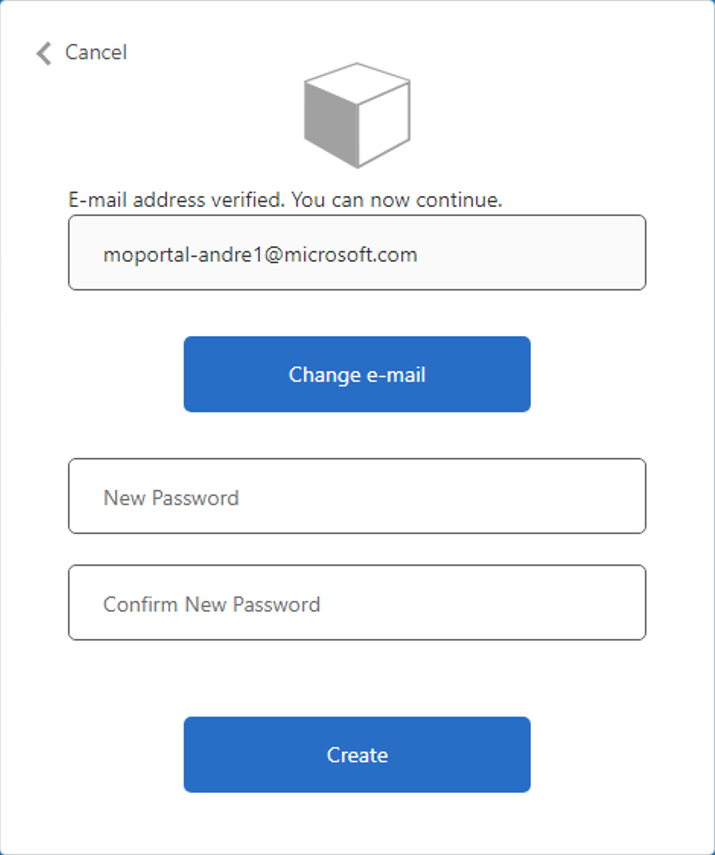 Cancel
E-mail address verified. You can now continue.
moportal-andre1@microsoft.com
Change e-mail
New Password
Confirm New Password
Create